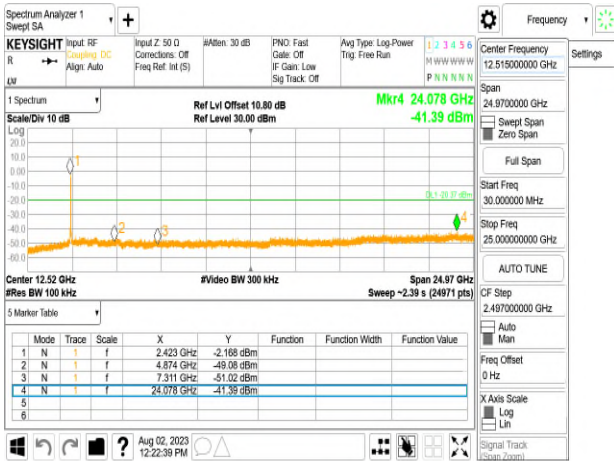 Spectrum Analyzer 1
Swept SA
Frequency
KEYSIGHT
R
Input: RF
Coupling: DC
Align: Auto
Input Z: 50 Ω
Corrections: Off
Freq Ref: Int (S)
#Atten: 30 dB
PNO: Fast
Gate: Off
IF Gain: Low
Sig Track: Off
Avg Type: Log-Power
Trig: Free Run
1 2 3 4 5 6
M W W W W W
P N N N N N
1 Spectrum
Scale/Div 10 dB
Ref Lvl Offset 10.80 dB
Ref Level 30.00 dBm
Mkr4 24.078 GHz
-41.39 dBm
Log
20.0
10.0
0.00
-10.0
-20.0
-30.0
-40.0
-50.0
-60.0
1
2
3
4
DL1 -20.37 dBm
Center 12.52 GHz
#Res BW 100 kHz
#Video BW 300 kHz
Span 24.97 GHz
Sweep ~2.39 s (24971 pts)
5 Marker Table
Mode Trace Scale X Y Function Function Width Function Value
1 N 1 f 2.423 GHz -2.168 dBm
2 N 1 f 4.874 GHz -49.08 dBm
3 N 1 f 7.311 GHz -51.02 dBm
4 N 1 f 24.078 GHz -41.39 dBm
5
6
Aug 02, 2023
12:22:39 PM
Settings
Center Frequency
12.515000000 GHz
Span
24.9700000 GHz
Swept Span
Zero Span
Full Span
Start Freq
30.000000 MHz
Stop Freq
25.000000000 GHz
AUTO TUNE
CF Step
2.497000000 GHz
Auto
Man
Freq Offset
0 Hz
X Axis Scale
Log
Lin
Signal Track
(Span Zoom)